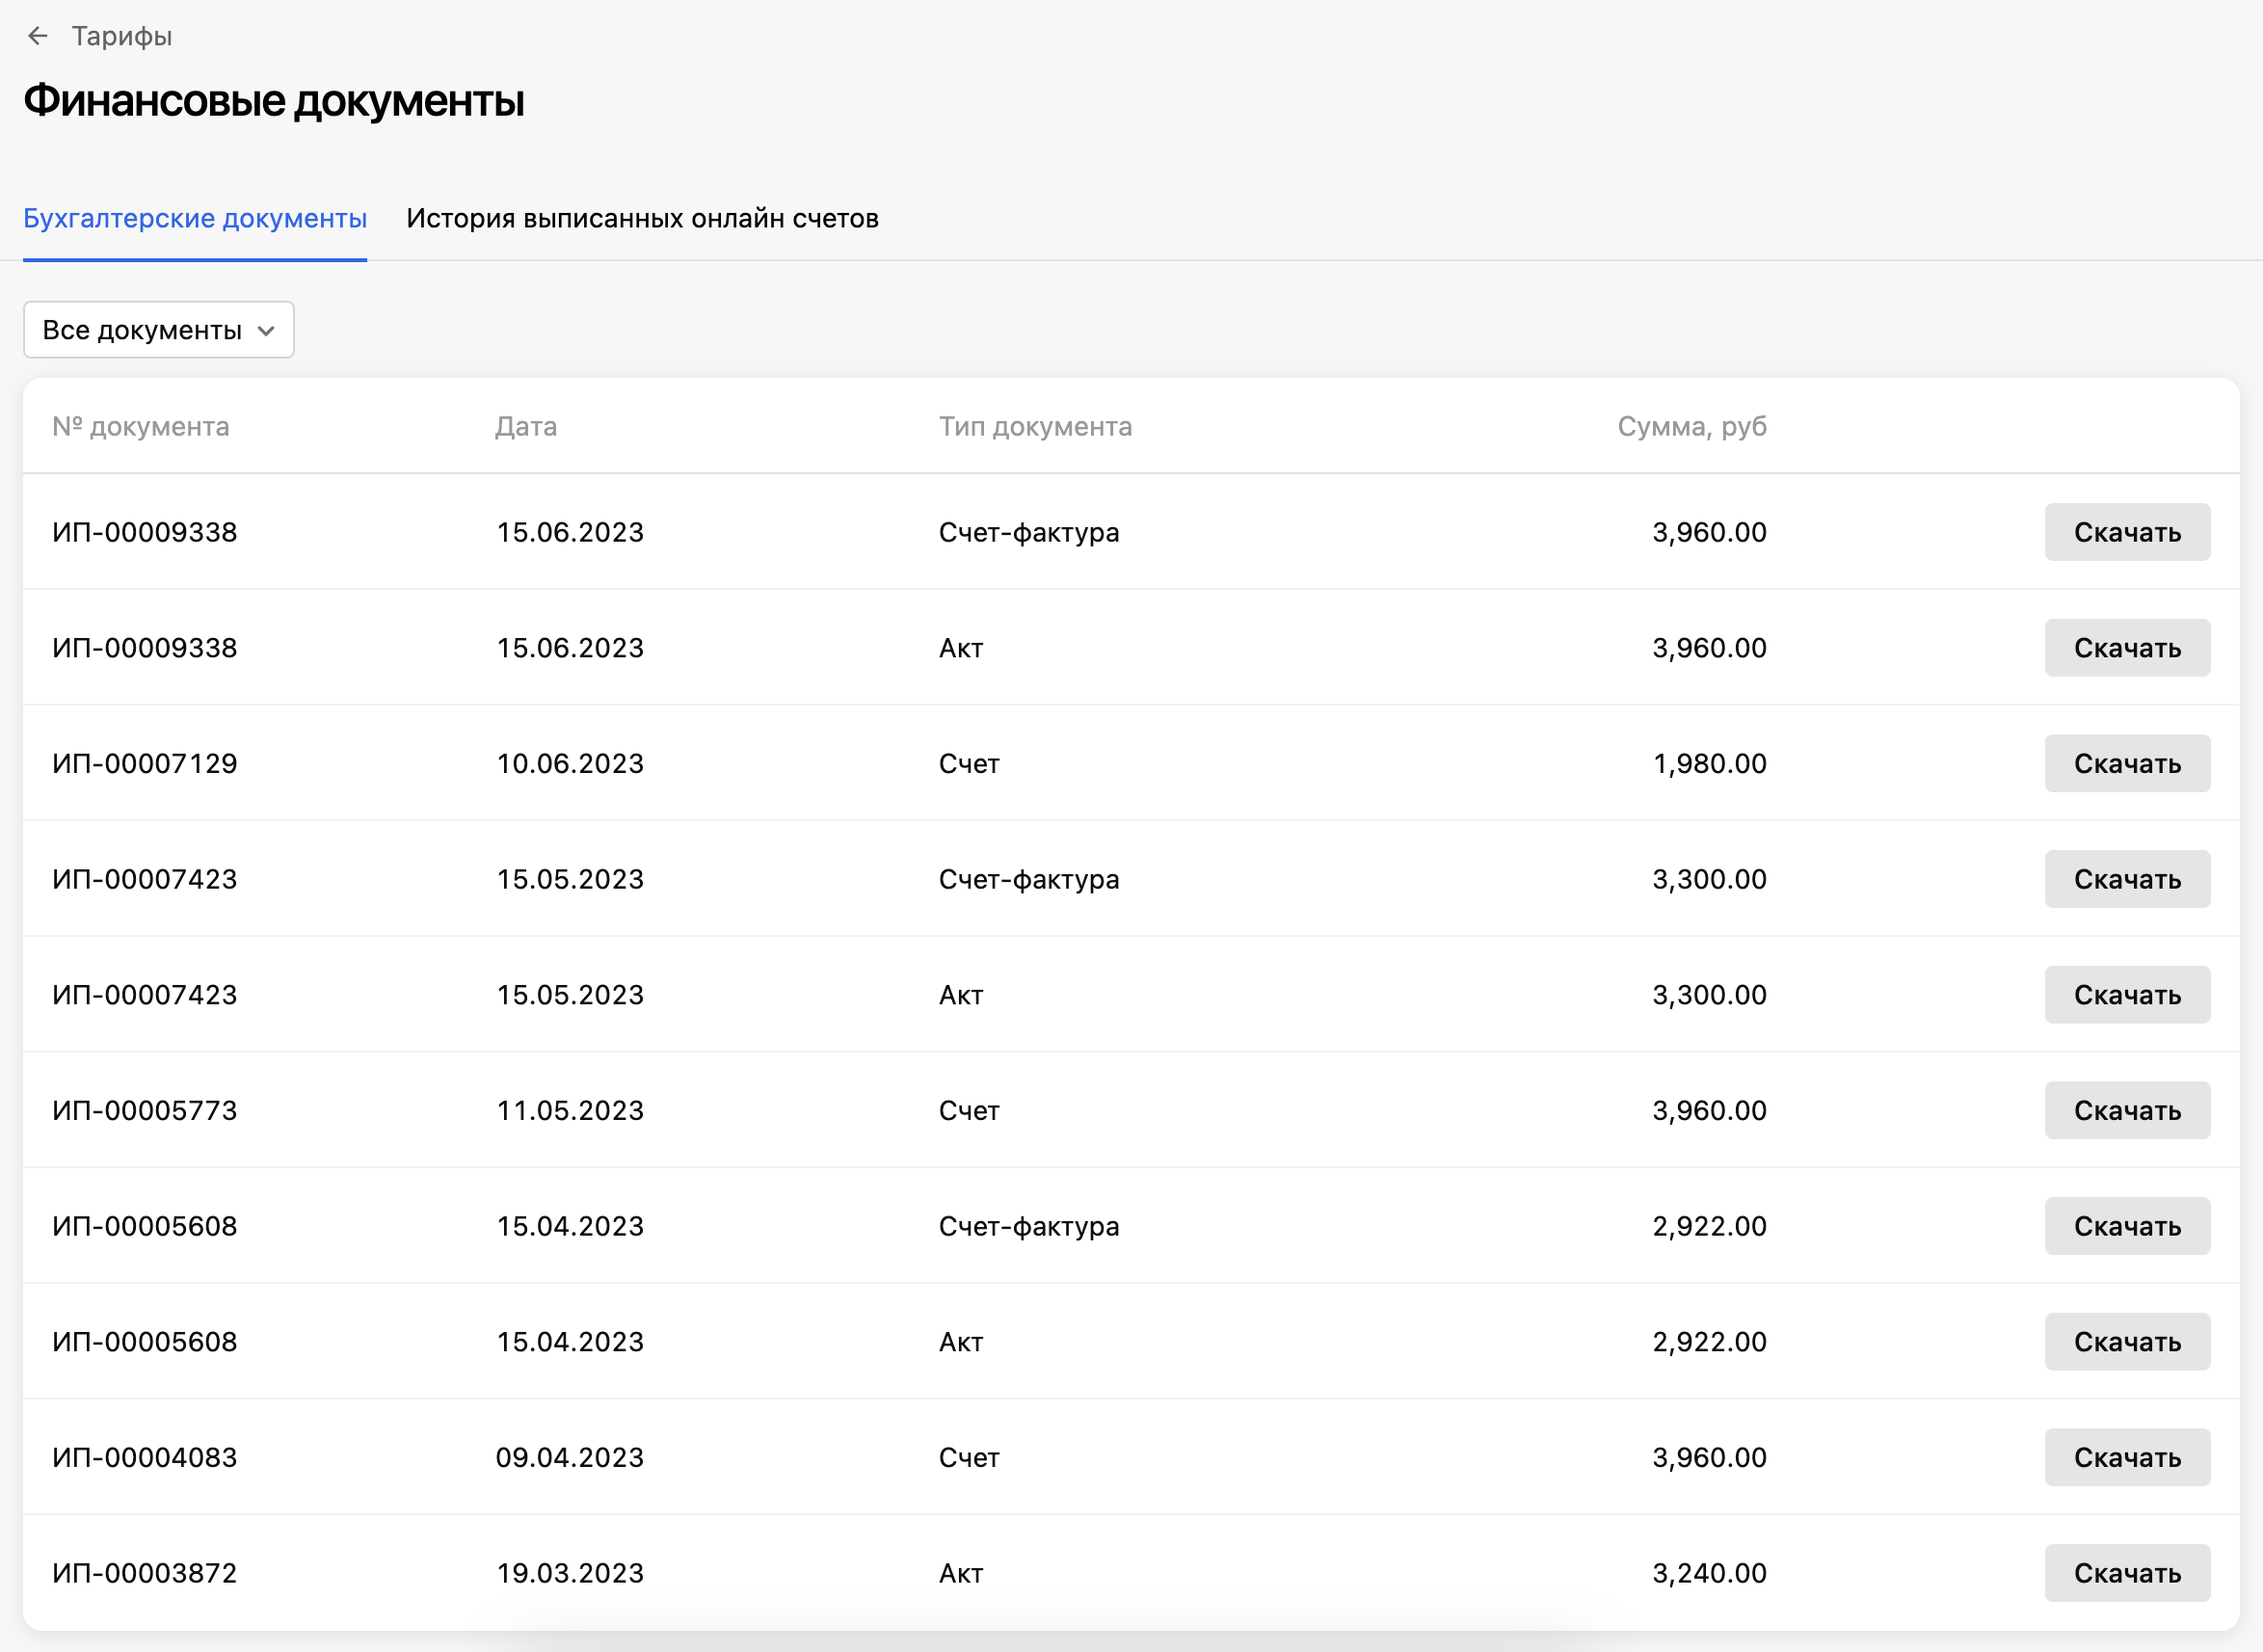 Тарифы
Финансовые документы
Бухгалтерские документы История выписанных онлайн счетов
Все документы
№ документа Дата Тип документа Сумма, руб
ИП-00009338 15.06.2023 Счет-фактура 3,960.00 Скачать
ИП-00009338 15.06.2023 Акт 3,960.00 Скачать
ИП-00007129 10.06.2023 Счет 1,980.00 Скачать
ИП-00007423 15.05.2023 Счет-фактура 3,300.00 Скачать
ИП-00007423 15.05.2023 Акт 3,300.00 Скачать
ИП-00005773 11.05.2023 Счет 3,960.00 Скачать
ИП-00005608 15.04.2023 Счет-фактура 2,922.00 Скачать
ИП-00005608 15.04.2023 Акт 2,922.00 Скачать
ИП-00004083 09.04.2023 Счет 3,960.00 Скачать
ИП-00003872 19.03.2023 Акт 3,240.00 Скачать